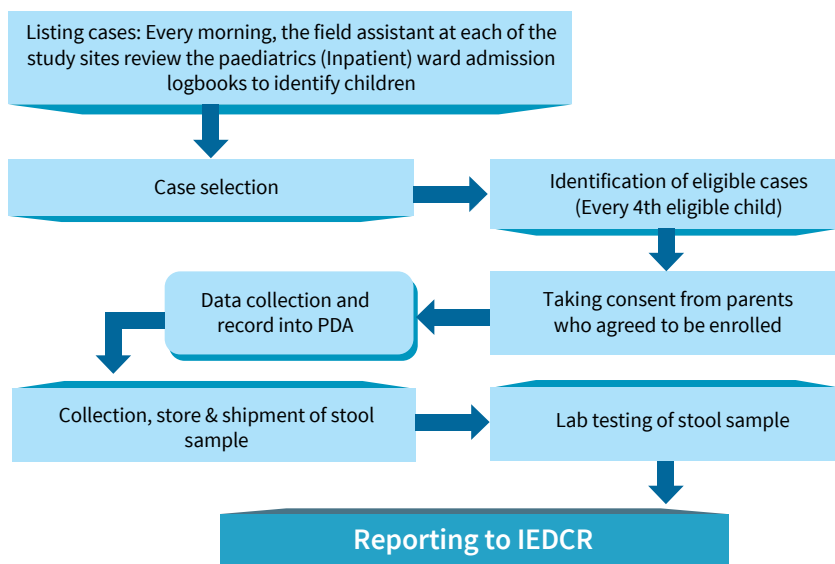 Listing cases: Every morning, the field assistant at each of the
study sites review the paediatrics (Inpatient) ward admission
logbooks to identify children
Case selection
Identification of eligible cases
(Every 4th eligible child)
Taking consent from parents
who agreed to be enrolled
Data collection and
record into PDA
Collection, store & shipment of stool
sample
Lab testing of stool sample
Reporting to IEDCR